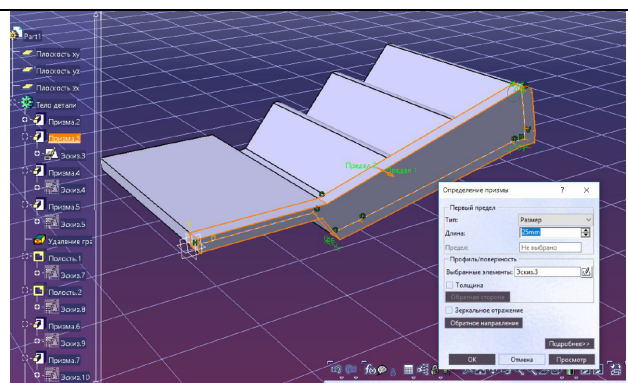 Part1
Плоскость xy
Плоскость yz
Плоскость zx
Тело детали
Призма.2
Призма.3
Эскиз.3
Призма.4
Эскиз.4
Призма.5
Эскиз.5
Удаление гра
Полость.1
Эскиз.7
Полость.2
Эскиз.8
Призма.6
Эскиз.9
Призма.7
Эскиз.10
Предел 1
Определение призмы
? X
Первый предел
Тип: Размер
Длина: 25mm
Предел: Не выбрано
Профиль/поверхность
Выбранные элементы: Эскиз.3
Толщина
Обратная сторона
Зеркальное отражение
Обратное направление
Подробнее>>
OK Отмена Просмотр